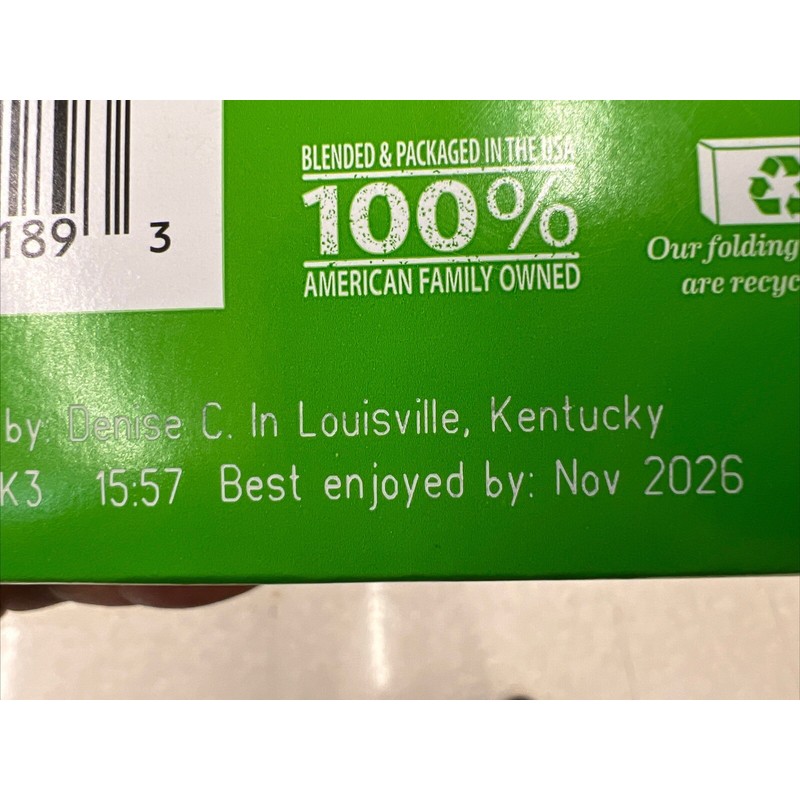 BLENDED & PACKAGED IN THE USA
100%
AMERICAN FAMILY OWNED
189 3
Our folding
are recyc
by: Denise C. In Louisville, Kentucky
K3 15:57 Best enjoyed by: Nov 2026